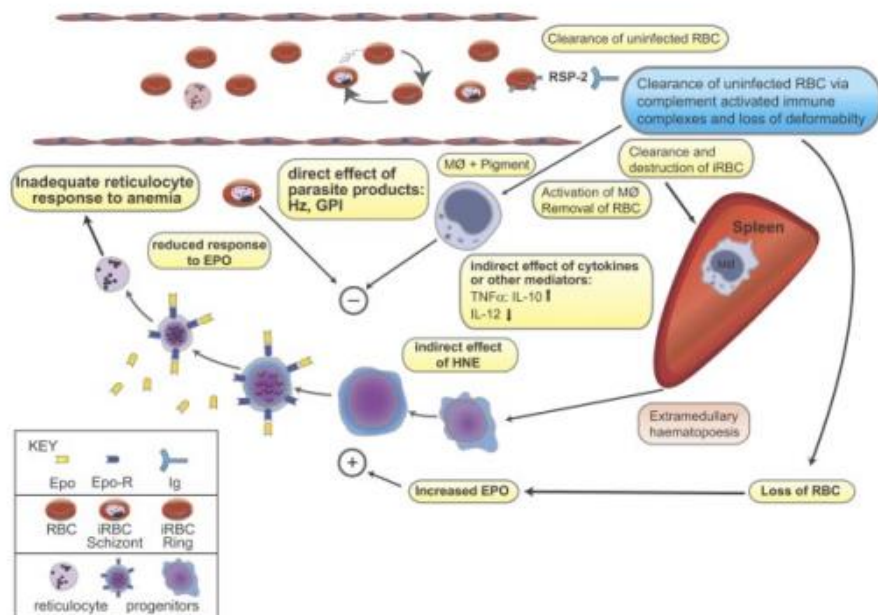 Clearance of uninfected RBC
RSP-2
Clearance of uninfected RBC via
complement activated immune
complexes and loss of deformabilty
Clearance and
destruction of iRBC
MØ + Pigment
direct effect of
parasite products:
Hz, GPI
Activation of MØ
Removal of RBC
Inadequate reticulocyte
response to anemia
Spleen
MØ
reduced response
to EPO
−
indirect effect of cytokines
or other mediators:
TNFα: IL-10 ⬆
IL-12 ⬇
indirect effect
of HNE
Extramedullary
haematopoesis
+
Increased EPO
Loss of RBC
KEY
Epo Epo-R Ig
RBC iRBC iRBC
Schizont Ring
reticulocyte progenitors